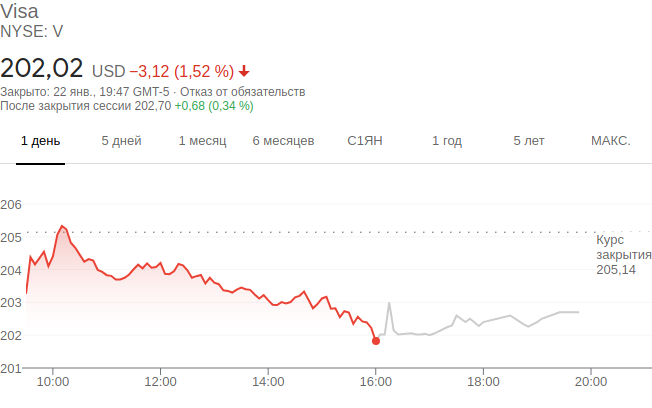 Visa
NYSE: V
202,02 USD −3,12 (1,52 %)
Закрыто: 22 янв., 19:47 GMT-5 · Отказ от обязательств
После закрытия сессии 202,70 +0,68 (0,34 %)
1 день 5 дней 1 месяц 6 месяцев С1ЯН 1 год 5 лет МАКС.
206
205
204
203
202
201
Курс
закрытия
205,14
10:00 12:00 14:00 16:00 18:00 20:00